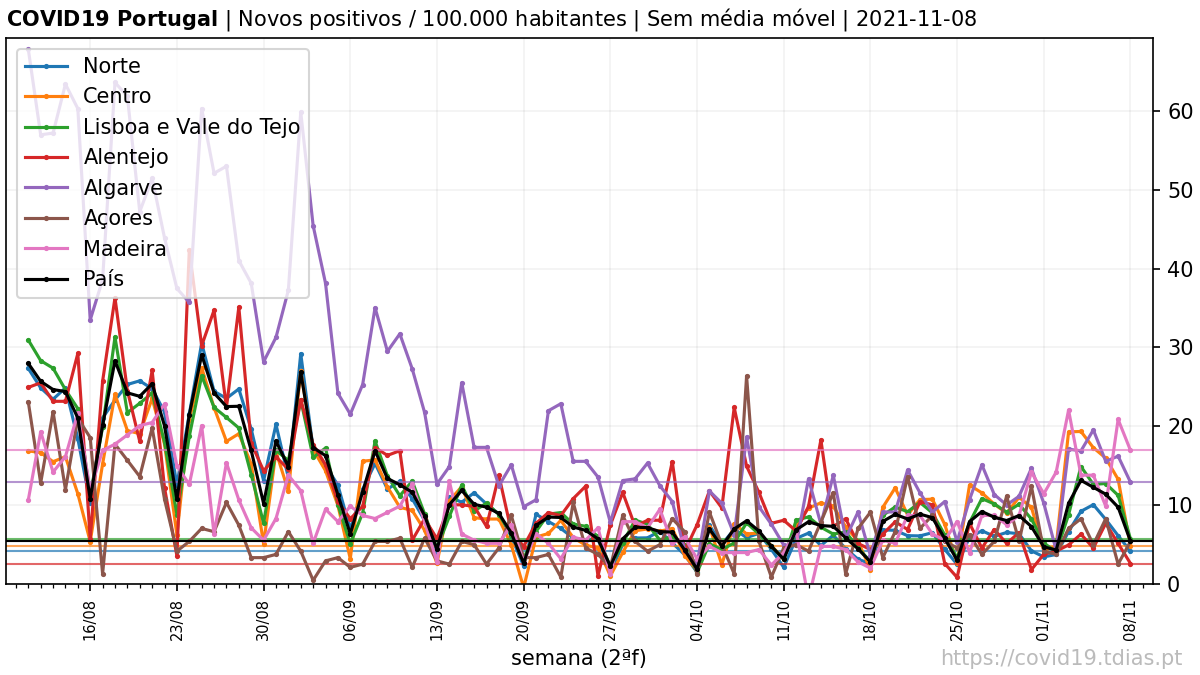 COVID19 Portugal | Novos positivos / 100.000 habitantes | Sem média móvel | 2021-11-08
Norte
Centro
Lisboa e Vale do Tejo
Alentejo
Algarve
Açores
Madeira
País
60
50
40
30
20
10
0
16/08 23/08 30/08 06/09 13/09 20/09 27/09 04/10 11/10 18/10 25/10 01/11 08/11
semana (2ªf)
https://covid19.tdias.pt